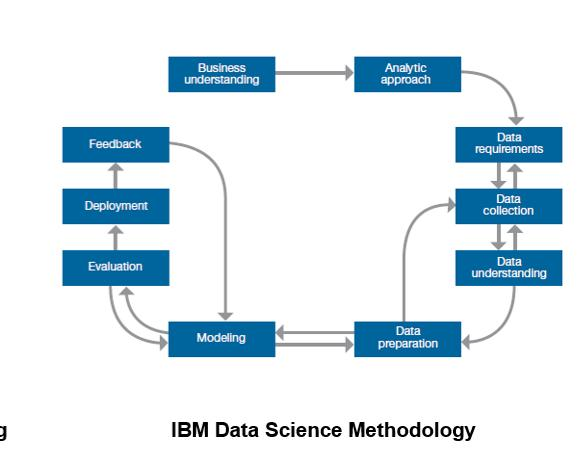 Business
understanding
Analytic
approach
Feedback
Data
requirements
Deployment
Data
collection
Evaluation
Data
understanding
Modeling
Data
preparation
g
IBM Data Science Methodology